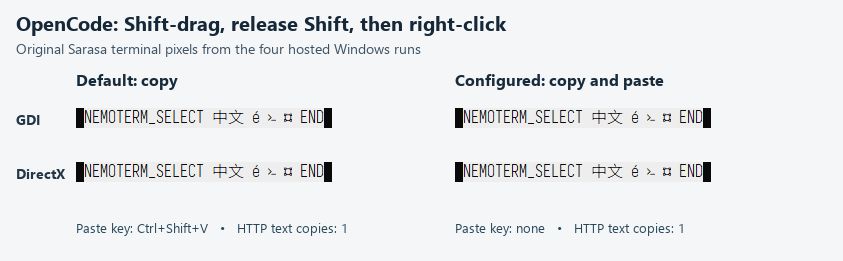 OpenCode: Shift-drag, release Shift, then right-click
Original Sarasa terminal pixels from the four hosted Windows runs
Default: copy
Configured: copy and paste
GDI
NEMOTERM_SELECT 中文 é ⌲ ¤ END
NEMOTERM_SELECT 中文 é ⌲ ¤ END
DirectX
NEMOTERM_SELECT 中文 é ⌲ ¤ END
NEMOTERM_SELECT 中文 é ⌲ ¤ END
Paste key: Ctrl+Shift+V • HTTP text copies: 1
Paste key: none • HTTP text copies: 1